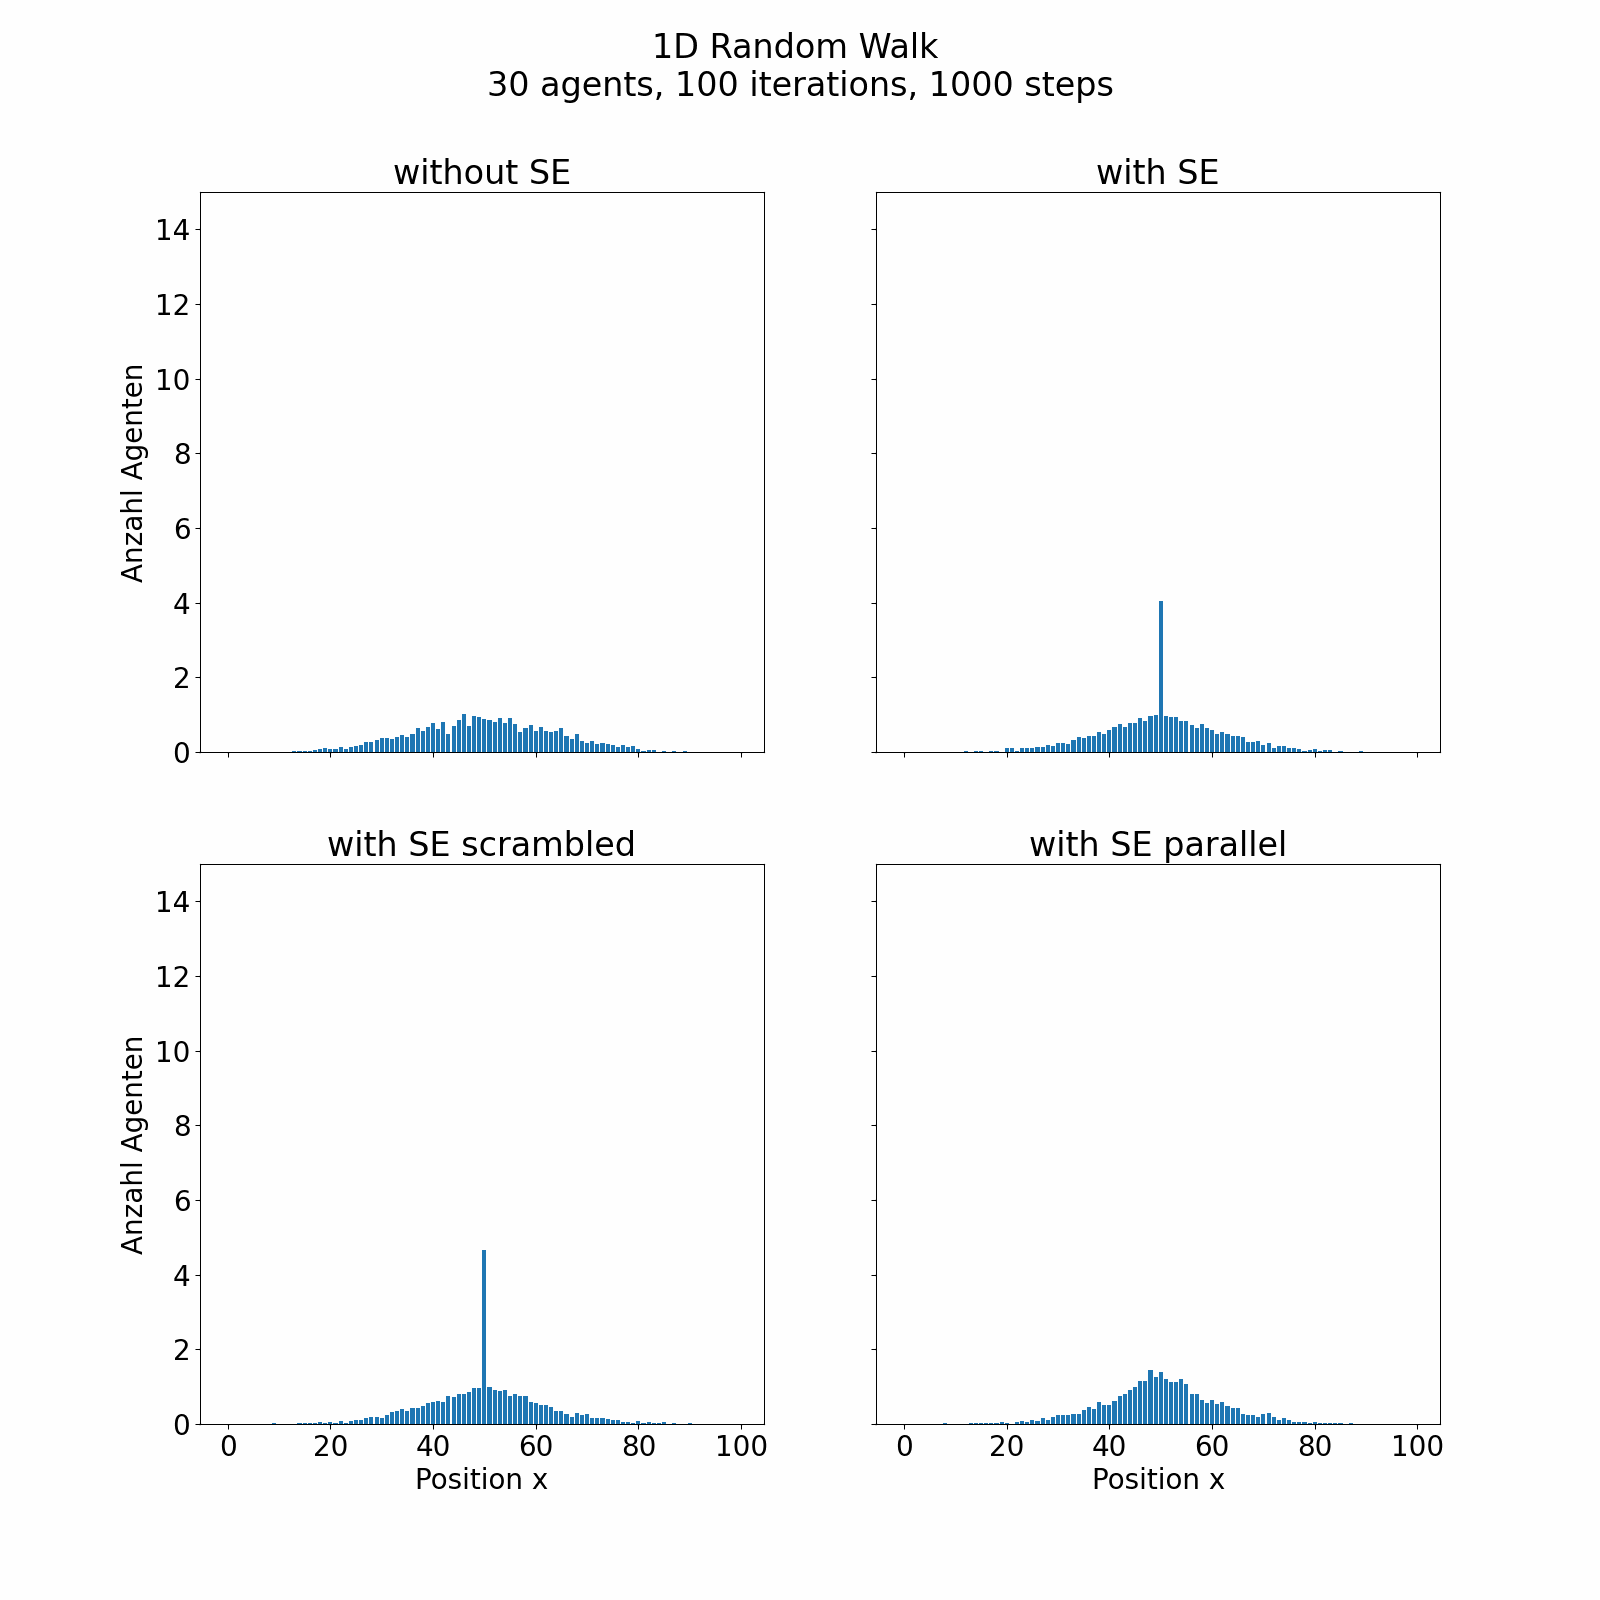 1D Random Walk
30 agents, 100 iterations, 1000 steps
without SE
with SE
14
12
10
8
6
4
2
0
Anzahl Agenten
with SE scrambled
with SE parallel
14
12
10
8
6
4
2
0
Anzahl Agenten
0 20 40 60 80 100
0 20 40 60 80 100
Position x
Position x